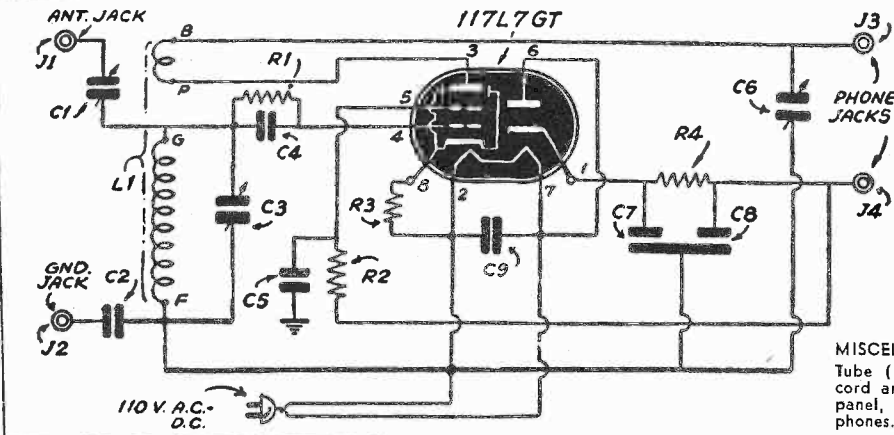 117L7GT
ANT. JACK
J1
B
P
3
6
J3
C1
R1
C6
PHONE
JACKS
5
4
C4
G
L1
R4
8
2
7
1
J4
C3
R3
C7
C8
C9
GND.
JACK
C2
R2
C5
F
J2
110 V. A.C.-
D.C.
MISCEL
Tube (
cord an
panel,
phones.